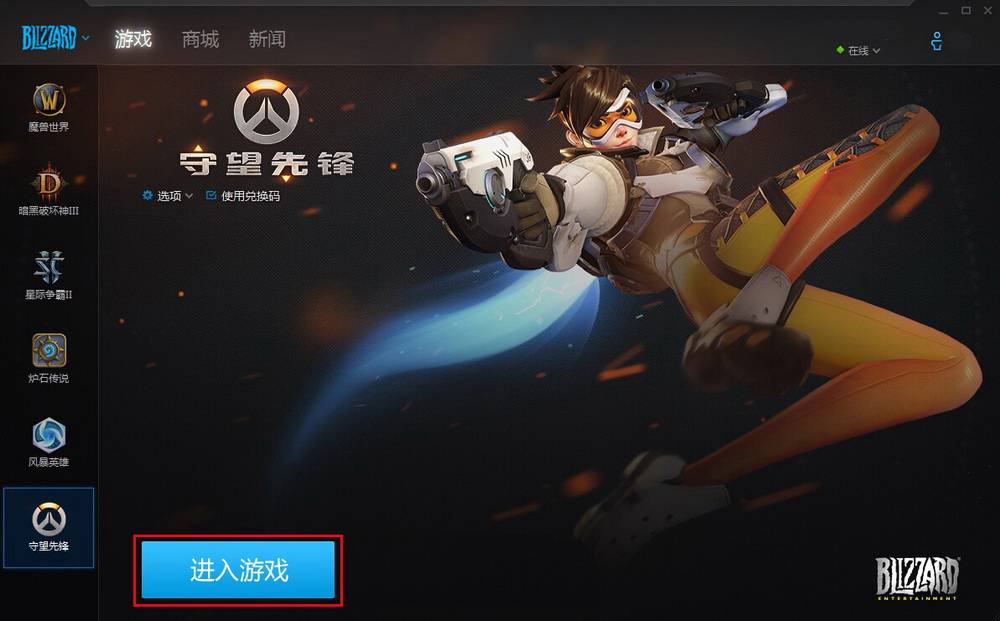 BLIZZARD
游戏 商城 新闻
在线
魔兽世界
暗黑破坏神III
星际争霸II
炉石传说
风暴英雄
守望先锋
守望先锋
选项 使用兑换码
进入游戏
BLIZZARD
ENTERTAINMENT